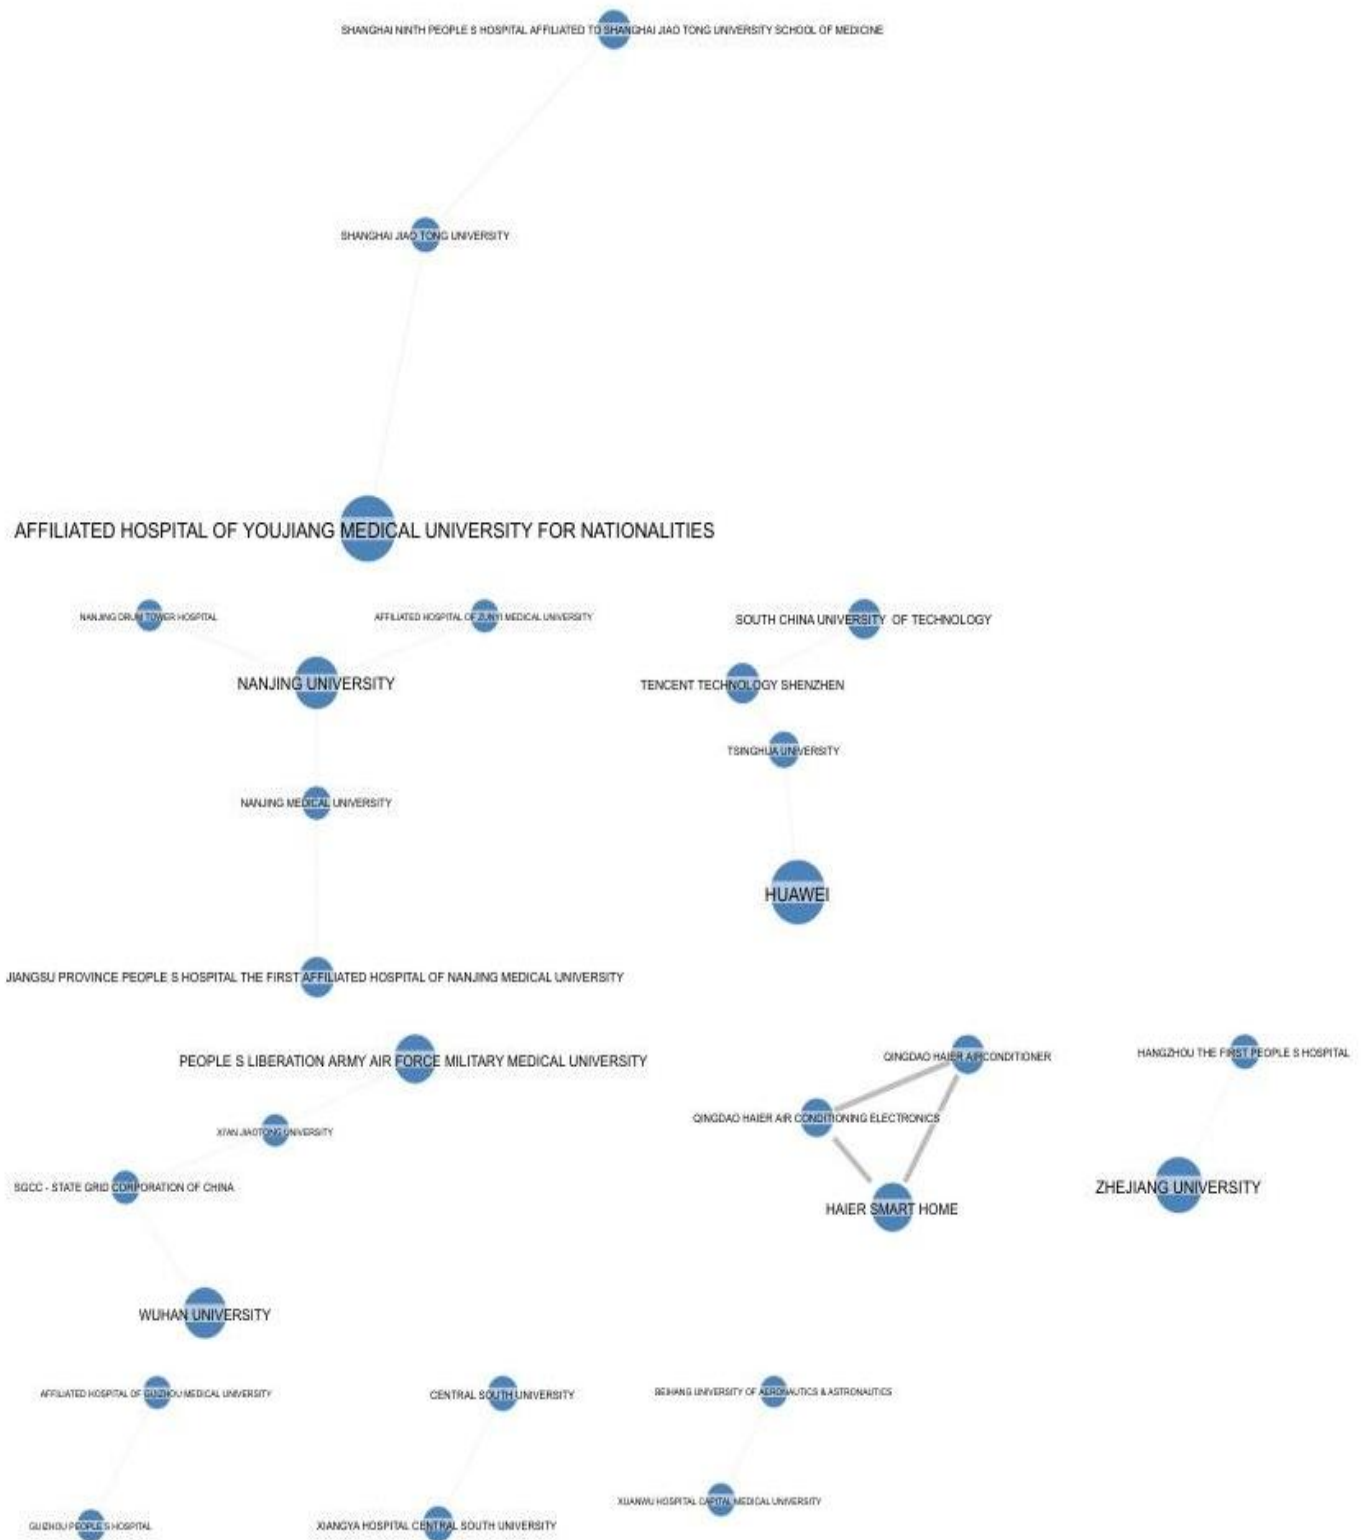 SHANGHAI NINTH PEOPLE S HOSPITAL AFFILIATED TO SHANGHAI JIAO TONG UNIVERSITY SCHOOL OF MEDICINE
SHANGHAI JIAO TONG UNIVERSITY
AFFILIATED HOSPITAL OF YOUJIANG MEDICAL UNIVERSITY FOR NATIONALITIES
NANJING DRUM TOWER HOSPITAL
AFFILIATED HOSPITAL OF ZUNYI MEDICAL UNIVERSITY
SOUTH CHINA UNIVERSITY OF TECHNOLOGY
NANJING UNIVERSITY
TENCENT TECHNOLOGY SHENZHEN
TSINGHUA UNIVERSITY
NANJING MEDICAL UNIVERSITY
HUAWEI
JIANGSU PROVINCE PEOPLE S HOSPITAL THE FIRST AFFILIATED HOSPITAL OF NANJING MEDICAL UNIVERSITY
PEOPLE S LIBERATION ARMY AIR FORCE MILITARY MEDICAL UNIVERSITY
QINGDAO HAIER AIRCONDITIONER
HANGZHOU THE FIRST PEOPLE S HOSPITAL
QINGDAO HAIER AIR CONDITIONING ELECTRONICS
XI'AN JIAOTONG UNIVERSITY
SGCC - STATE GRID CORPORATION OF CHINA
ZHEJIANG UNIVERSITY
HAIER SMART HOME
WUHAN UNIVERSITY
AFFILIATED HOSPITAL OF GUIZHOU MEDICAL UNIVERSITY
CENTRAL SOUTH UNIVERSITY
BEIHANG UNIVERSITY OF AERONAUTICS & ASTRONAUTICS
XUANWU HOSPITAL CAPITAL MEDICAL UNIVERSITY
GUIZHOU PEOPLE S HOSPITAL
XIANGYA HOSPITAL CENTRAL SOUTH UNIVERSITY